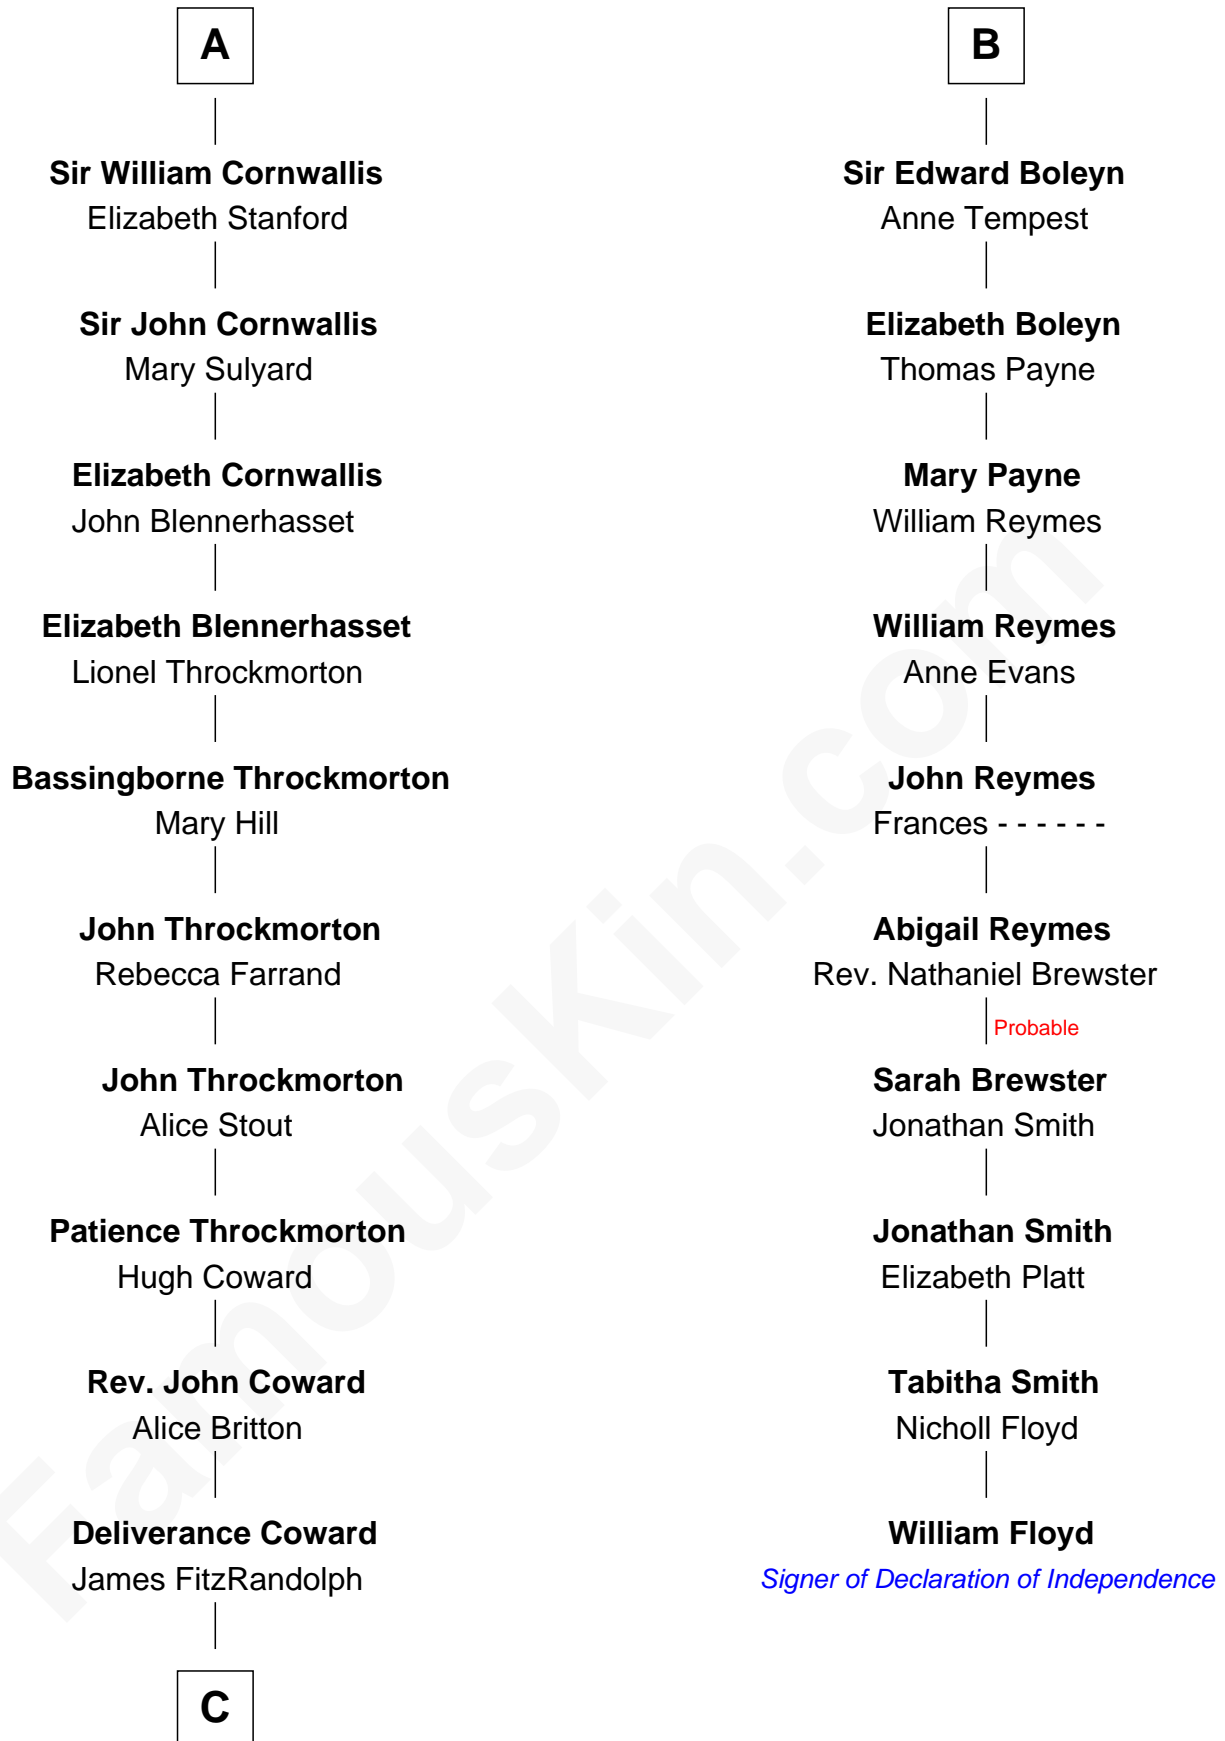 A
Sir William Cornwallis
Elizabeth Stanford
Sir John Cornwallis
Mary Sulyard
Elizabeth Cornwallis
John Blennerhasset
Elizabeth Blennerhasset
Lionel Throckmorton
Bassingborne Throckmorton
Mary Hill
John Throckmorton
Rebecca Farrand
John Throckmorton
Alice Stout
Patience Throckmorton
Hugh Coward
Rev. John Coward
Alice Britton
Deliverance Coward
James FitzRandolph
C
B
Sir Edward Boleyn
Anne Tempest
Elizabeth Boleyn
Thomas Payne
Mary Payne
William Reymes
William Reymes
Anne Evans
John Reymes
Frances - - - - - -
Abigail Reymes
Rev. Nathaniel Brewster
Probable
Sarah Brewster
Jonathan Smith
Jonathan Smith
Elizabeth Platt
Tabitha Smith
Nicholl Floyd
William Floyd
Signer of Declaration of Independence
FamousKin.com